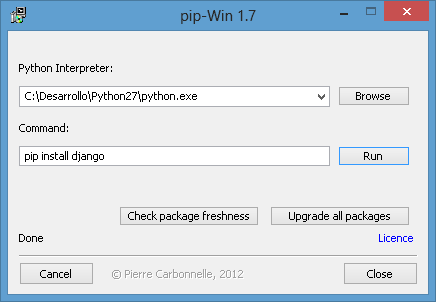 pip-Win 1.7
Python Interpreter:
C:\Desarrollo\Python27\python.exe
Browse
Command:
pip install django
Run
Check package freshness
Upgrade all packages
Done
Licence
Cancel
© Pierre Carbonnelle, 2012
Close